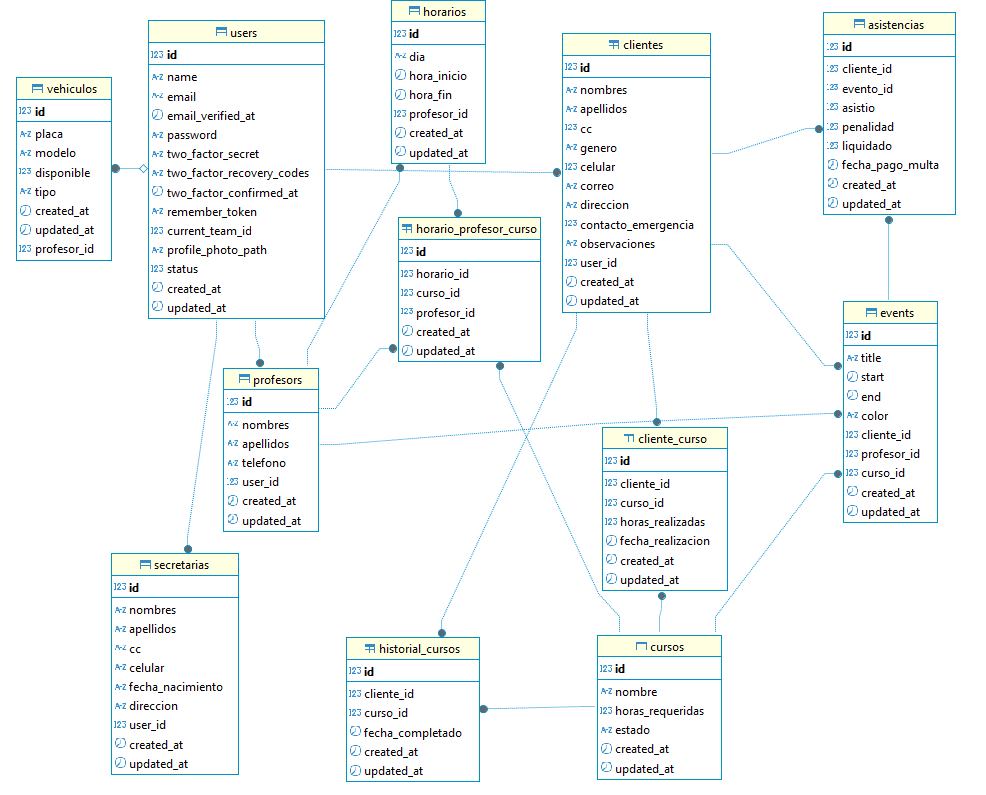 vehiculos
123 id
A-Z placa
A-Z modelo
123 disponible
A-Z tipo
created_at
updated_at
123 profesor_id
users
123 id
A-Z name
A-Z email
email_verified_at
A-Z password
A-Z two_factor_secret
A-Z two_factor_recovery_codes
two_factor_confirmed_at
A-Z remember_token
123 current_team_id
A-Z profile_photo_path
123 status
created_at
updated_at
horarios
123 id
A-Z dia
hora_inicio
hora_fin
123 profesor_id
created_at
updated_at
clientes
123 id
A-Z nombres
A-Z apellidos
123 cc
A-Z genero
123 celular
A-Z correo
A-Z direccion
123 contacto_emergencia
A-Z observaciones
123 user_id
created_at
updated_at
asistencias
123 id
123 cliente_id
123 evento_id
123 asistio
123 penalidad
123 liquidado
fecha_pago_multa
created_at
updated_at
horario_profesor_curso
123 id
123 horario_id
123 curso_id
123 profesor_id
created_at
updated_at
events
123 id
A-Z title
start
end
A-Z color
123 cliente_id
123 profesor_id
123 curso_id
created_at
updated_at
profesors
123 id
A-Z nombres
A-Z apellidos
A-Z telefono
123 user_id
created_at
updated_at
cliente_curso
123 id
123 cliente_id
123 curso_id
123 horas_realizadas
fecha_realizacion
created_at
updated_at
secretarias
123 id
A-Z nombres
A-Z apellidos
A-Z cc
A-Z celular
A-Z fecha_nacimiento
A-Z direccion
123 user_id
created_at
updated_at
historial_cursos
123 id
123 cliente_id
123 curso_id
fecha_completado
created_at
updated_at
cursos
123 id
A-Z nombre
123 horas_requeridas
A-Z estado
created_at
updated_at